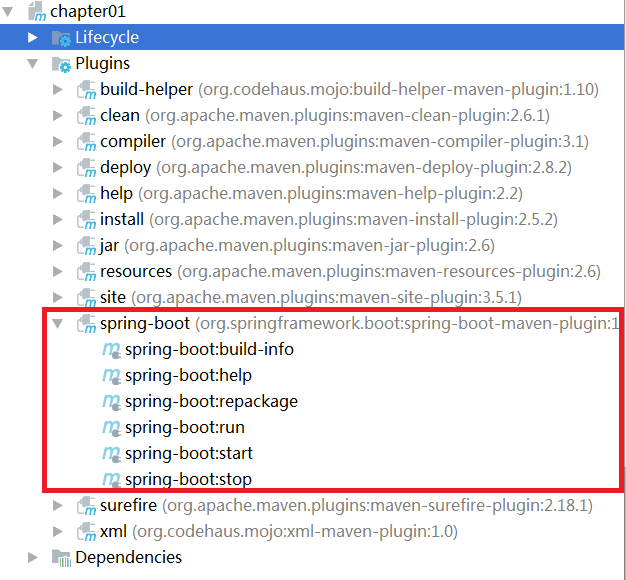 chapter01
Lifecycle
Plugins
build-helper (org.codehaus.mojo:build-helper-maven-plugin:1.10)
clean (org.apache.maven.plugins:maven-clean-plugin:2.6.1)
compiler (org.apache.maven.plugins:maven-compiler-plugin:3.1)
deploy (org.apache.maven.plugins:maven-deploy-plugin:2.8.2)
help (org.apache.maven.plugins:maven-help-plugin:2.2)
install (org.apache.maven.plugins:maven-install-plugin:2.5.2)
jar (org.apache.maven.plugins:maven-jar-plugin:2.6)
resources (org.apache.maven.plugins:maven-resources-plugin:2.6)
site (org.apache.maven.plugins:maven-site-plugin:3.5.1)
spring-boot (org.springframework.boot:spring-boot-maven-plugin:1
spring-boot:build-info
spring-boot:help
spring-boot:repackage
spring-boot:run
spring-boot:start
spring-boot:stop
surefire (org.apache.maven.plugins:maven-surefire-plugin:2.18.1)
xml (org.codehaus.mojo:xml-maven-plugin:1.0)
Dependencies